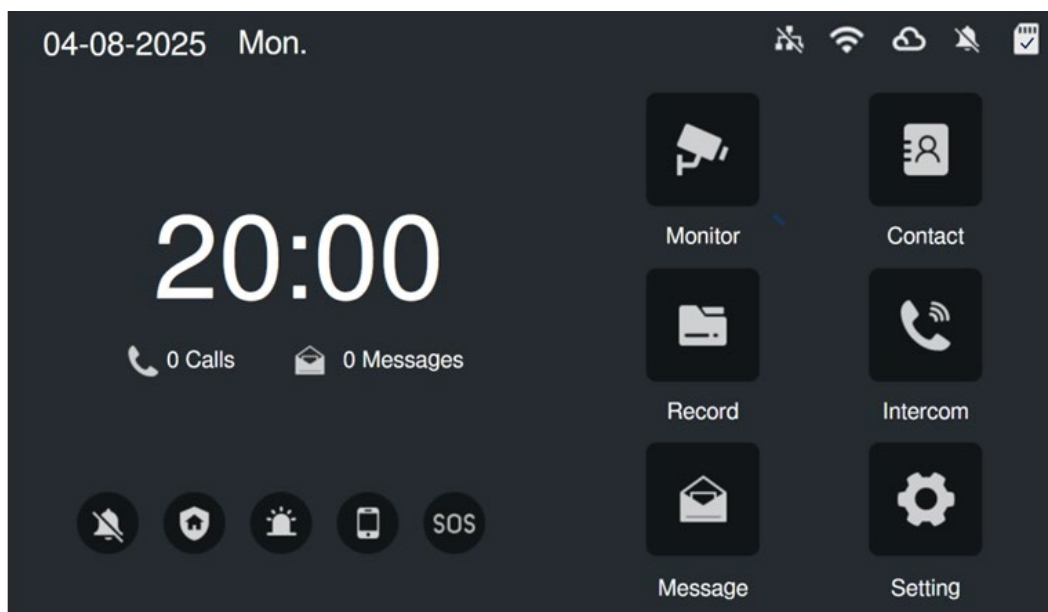 04-08-2025 Mon.
20:00
0 Calls 0 Messages
SOS
Monitor Contact
Record Intercom
Message Setting